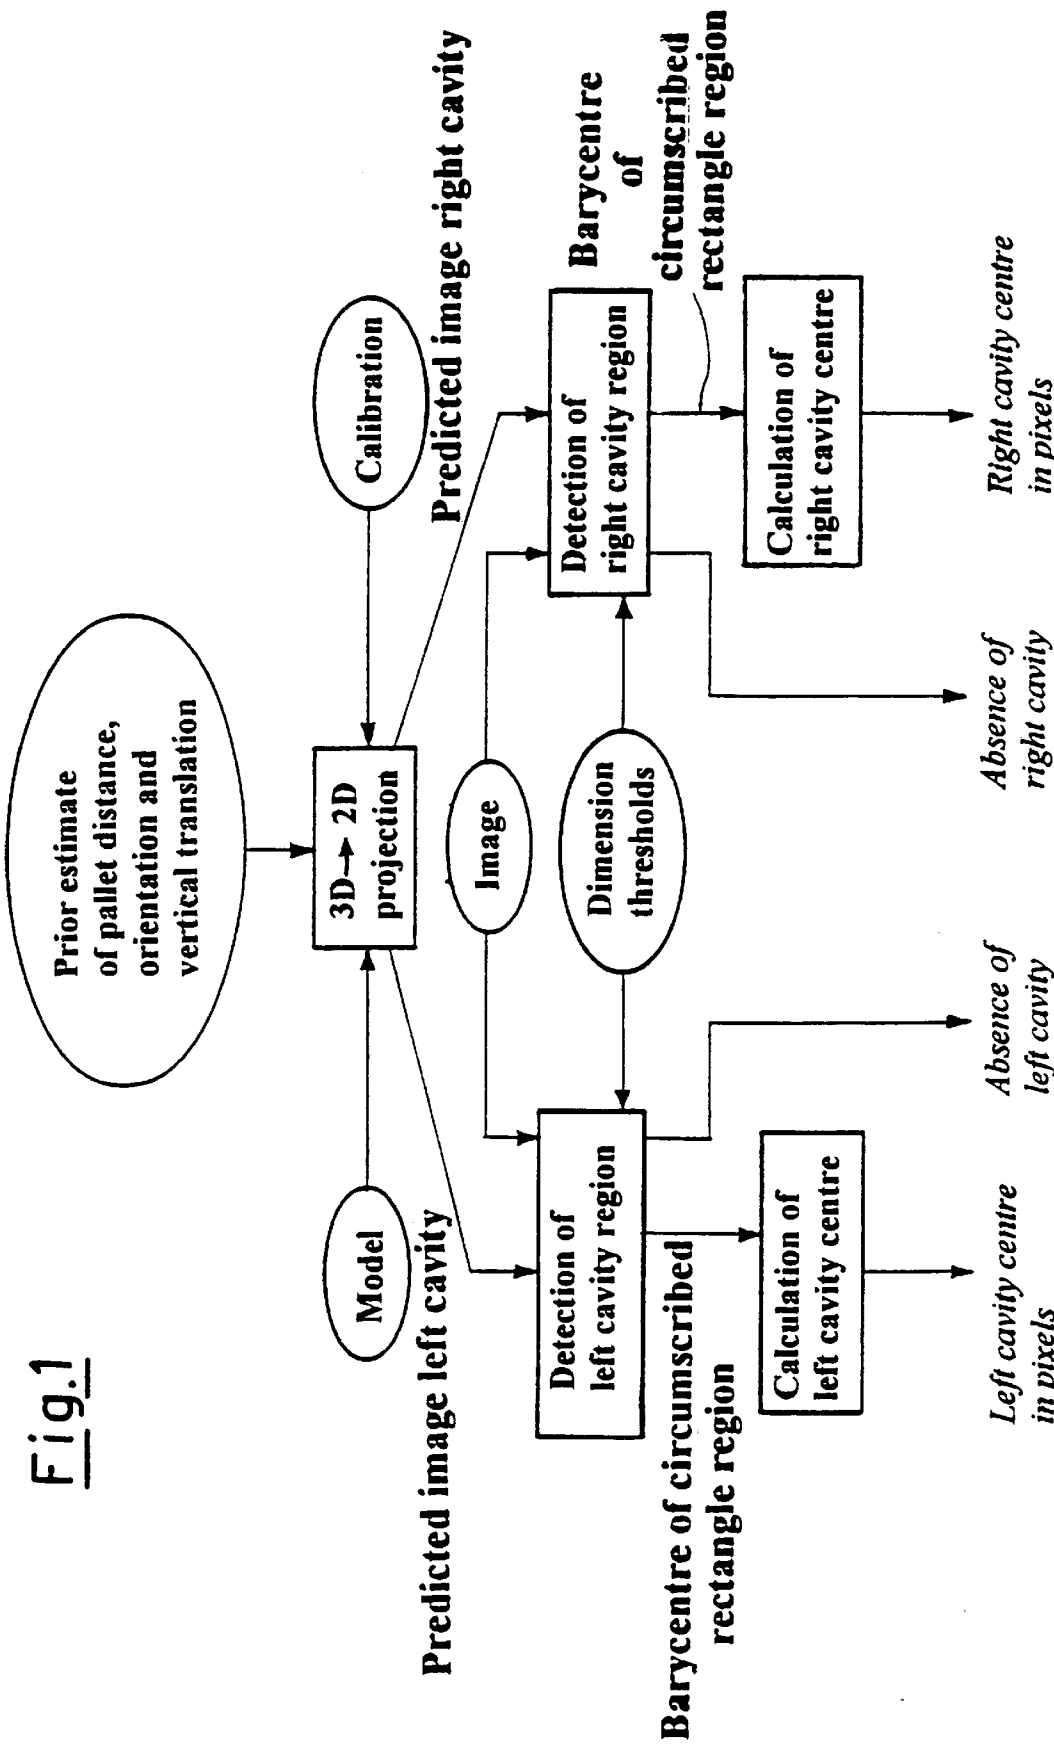 Fig.1
Prior estimate
of pallet distance,
orientation and
vertical translation
Model
3D→2D
projection
Calibration
Predicted image left cavity
Predicted image right cavity
Image
Detection of
left cavity region
Dimension
thresholds
Detection of
right cavity region
Barycentre
of
circumscribed
rectangle region
Barycentre of circumscribed
rectangle region
Calculation of
left cavity centre
Calculation of
right cavity centre
Left cavity centre
in pixels
Absence of
left cavity
Absence of
right cavity
Right cavity centre
in pixels